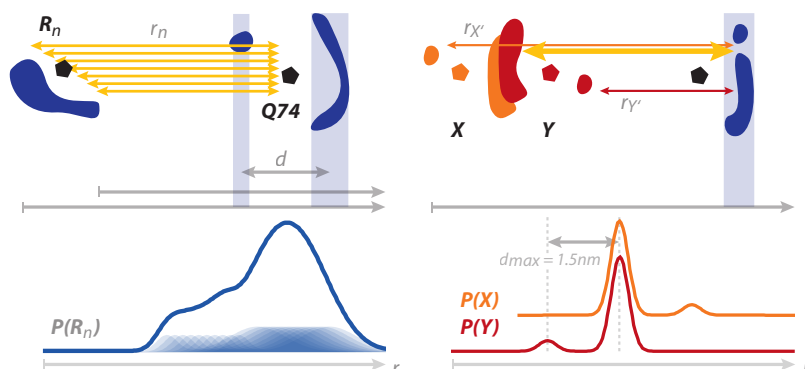 Rn
rn
Q74
d
P(Rn)
r
rX'
X
Y
rY'
dmax = 1.5nm
P(X)
P(Y)